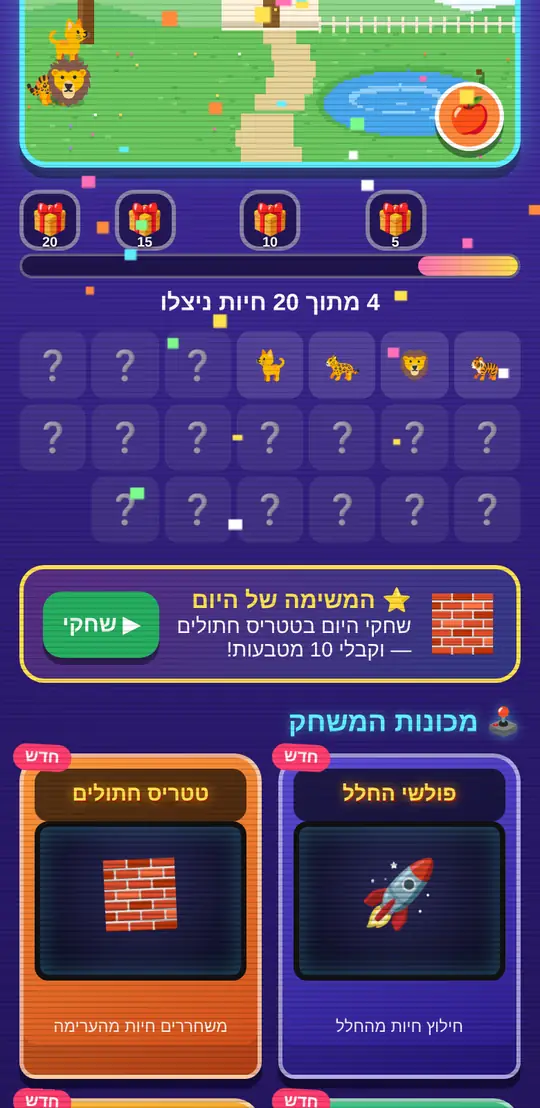 5
10
15
20
4 מתוך 20 חיות ניצלו
? ? ?
? ? ? ? ? ? ?
? ? ? ? ? ?
⭐ המשימה של היום
שחקי היום בטטריס חתולים
— וקבלי 10 מטבעות!
▶ שחקי
🕹️ מכונות המשחק
חדש
פולשי החלל
חילוץ חיות מהחלל
חדש
טטריס חתולים
משחררים חיות מהערימה
חדש
חדש